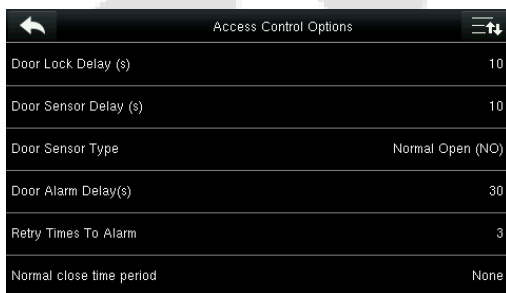 Access Control Options
Door Lock Delay (s) 10
Door Sensor Delay (s) 10
Door Sensor Type Normal Open (NO)
Door Alarm Delay(s) 30
Retry Times To Alarm 3
Normal close time period None